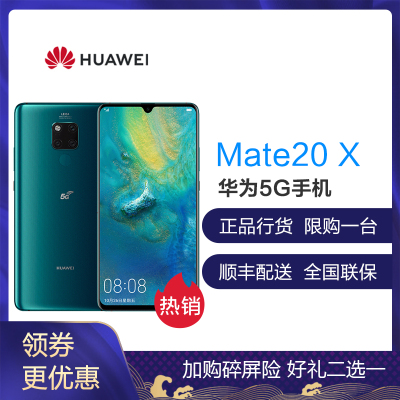 HUAWEI
Mate20 X
华为5G手机
正品行货 限购一台
顺丰配送 全国联保
5G
HUAWEI
08:08
热销
领券
更优惠
加购碎屏险 好礼二选一